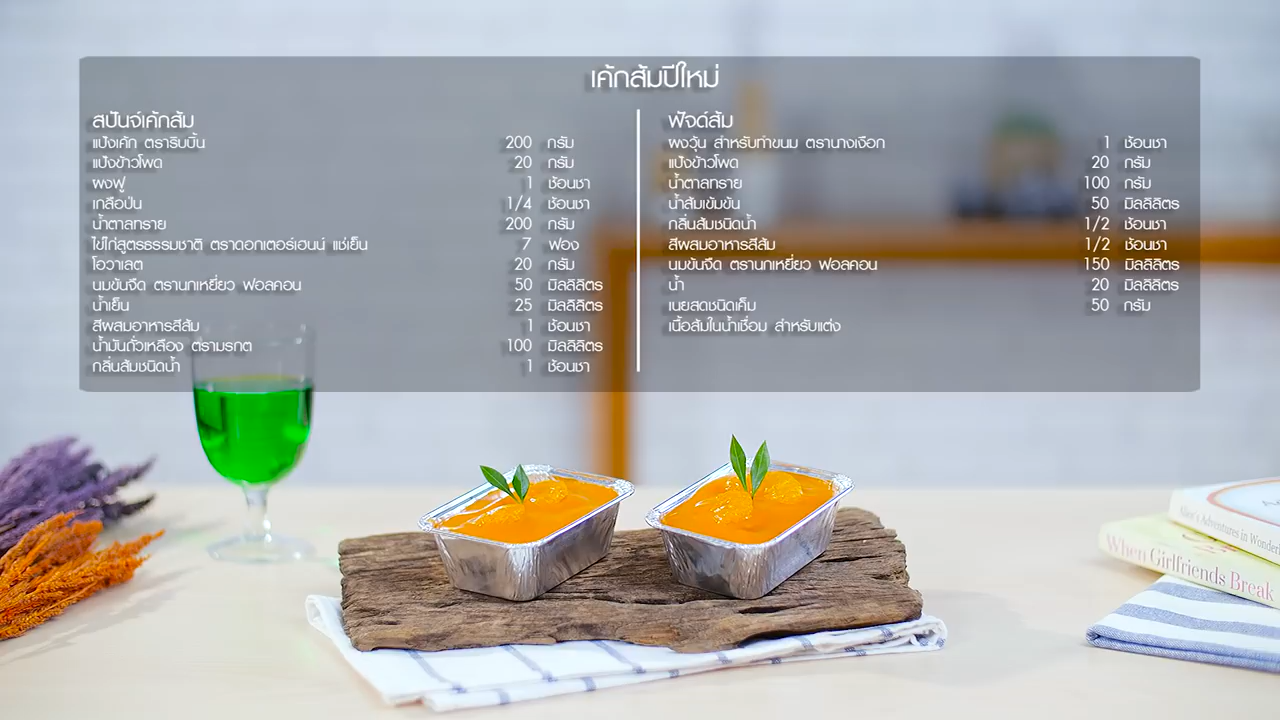 เค้กส้มปีใหม่
สปันจ์เค้กส้ม
แป้งเค้ก ตราริบบิ้น 200 กรัม
แป้งข้าวโพด 20 กรัม
ผงฟู 1 ช้อนชา
เกลือป่น 1/4 ช้อนชา
น้ำตาลทราย 200 กรัม
ไข่ไก่สูตรธรรมชาติ ตราดอกเตอร์เฮนน์ แช่เย็น 7 ฟอง
โอวาเลต 20 กรัม
นมข้นจืด ตรานกเหยี่ยว ฟอลคอน 50 มิลลิลิตร
น้ำเย็น 25 มิลลิลิตร
สีผสมอาหารสีส้ม 1 ช้อนชา
น้ำมันถั่วเหลือง ตรามรกต 100 มิลลิลิตร
กลิ่นส้มชนิดน้ำ 1 ช้อนชา
ฟัจด์ส้ม
ผงวุ้น สำหรับทำขนม ตรานางเงือก 1 ช้อนชา
แป้งข้าวโพด 20 กรัม
น้ำตาลทราย 100 กรัม
น้ำส้มเข้มข้น 50 มิลลิลิตร
กลิ่นส้มชนิดน้ำ 1/2 ช้อนชา
สีผสมอาหารสีส้ม 1/2 ช้อนชา
นมข้นจืด ตรานกเหยี่ยว ฟอลคอน 150 มิลลิลิตร
น้ำ 20 มิลลิลิตร
เนยสดชนิดเค็ม 50 กรัม
เนื้อส้มในน้ำเชื่อม สำหรับแต่ง
Alice's Adventures in Wonder
When Girlfriends Break